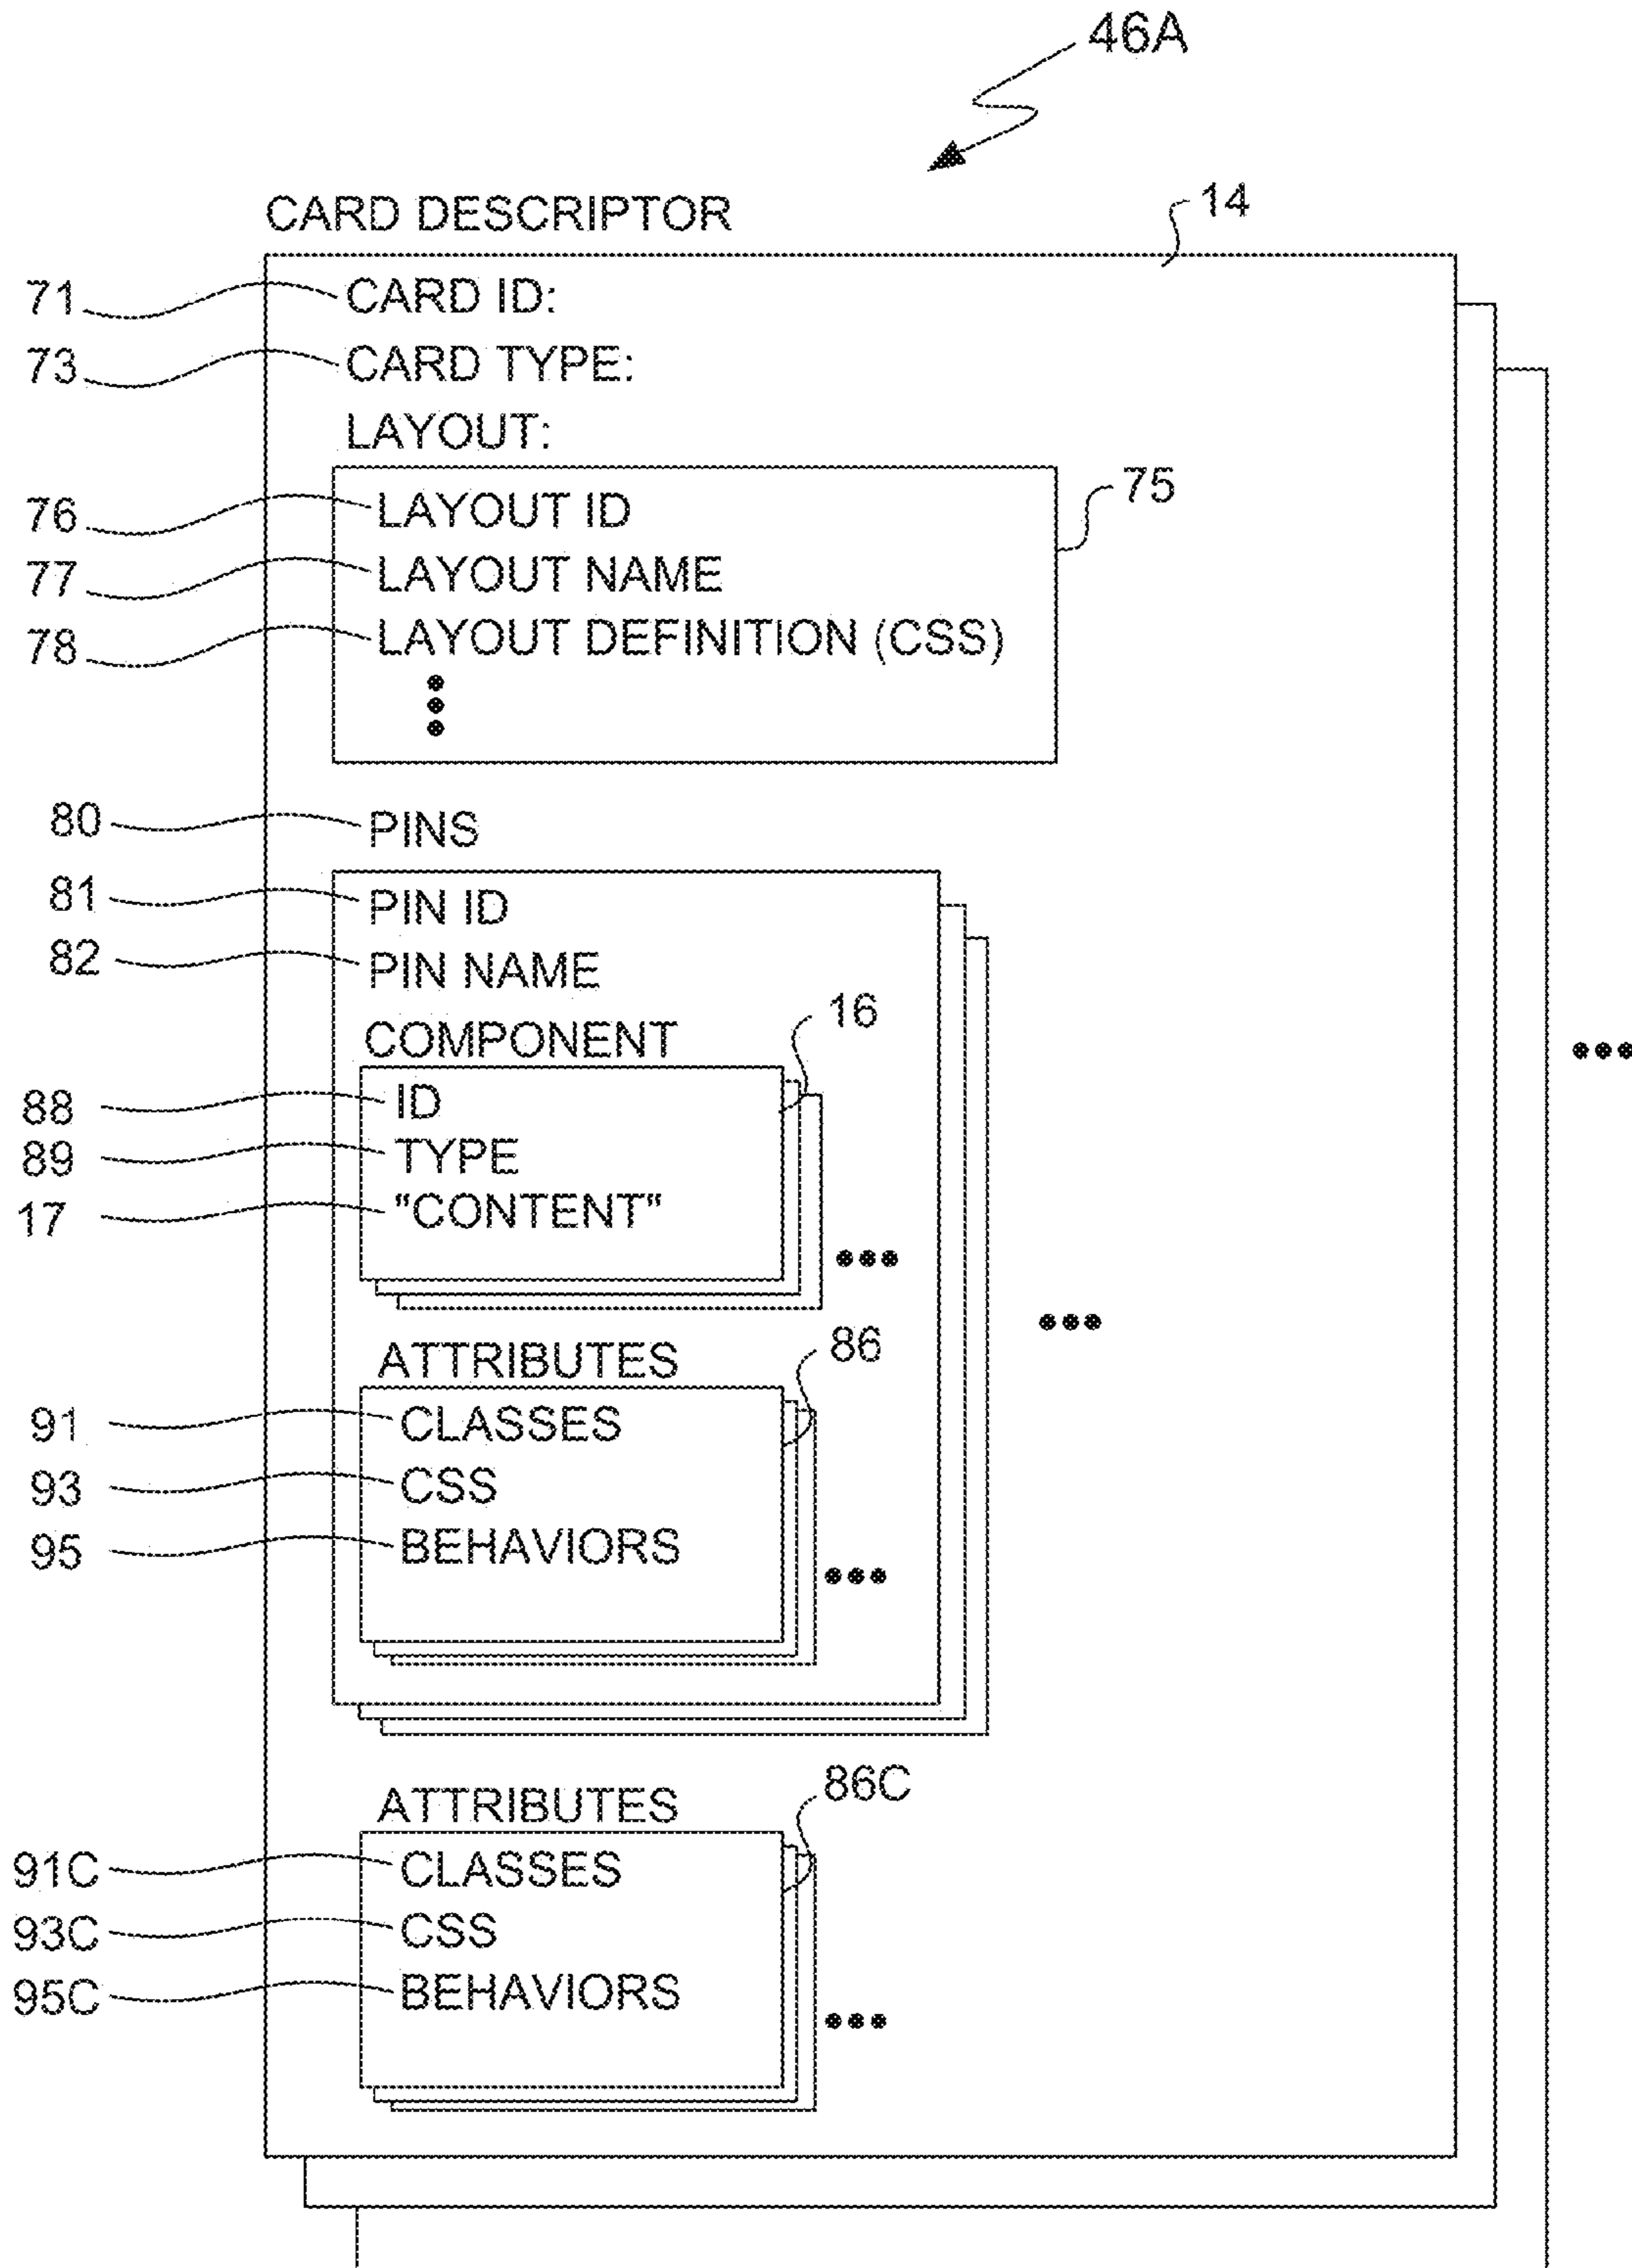 46A
CARD DESCRIPTOR
14
71 CARD ID:
73 CARD TYPE:
LAYOUT:
75
76 LAYOUT ID
77 LAYOUT NAME
78 LAYOUT DEFINITION (CSS)
80 PINS
81 PIN ID
82 PIN NAME
16
COMPONENT
88 ID
89 TYPE
17 "CONTENT"
86
ATTRIBUTES
91 CLASSES
93 CSS
95 BEHAVIORS
86C
ATTRIBUTES
91C CLASSES
93C CSS
95C BEHAVIORS